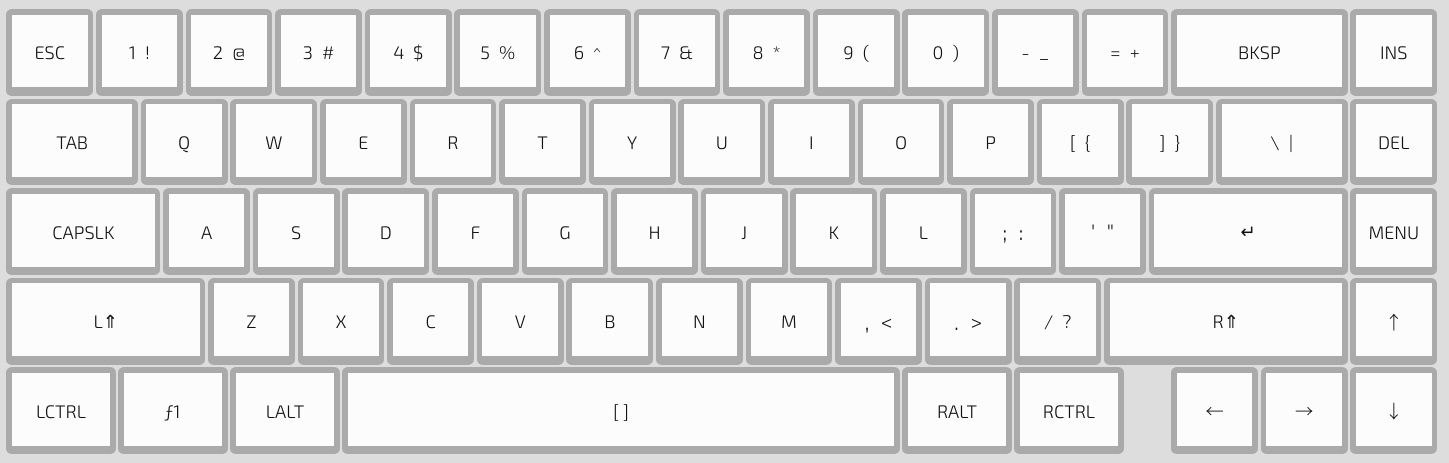 ESC 1 ! 2 @ 3 # 4 $ 5 % 6 ^ 7 & 8 * 9 ( 0 ) - _ = + BKSP INS
TAB Q W E R T Y U I O P [ { ] } \ | DEL
CAPSLK A S D F G H J K L ; : ' " ↵ MENU
L⇑ Z X C V B N M , < . > / ? R⇑ ↑
LCTRL ƒ1 LALT [ ] RALT RCTRL ← → ↓